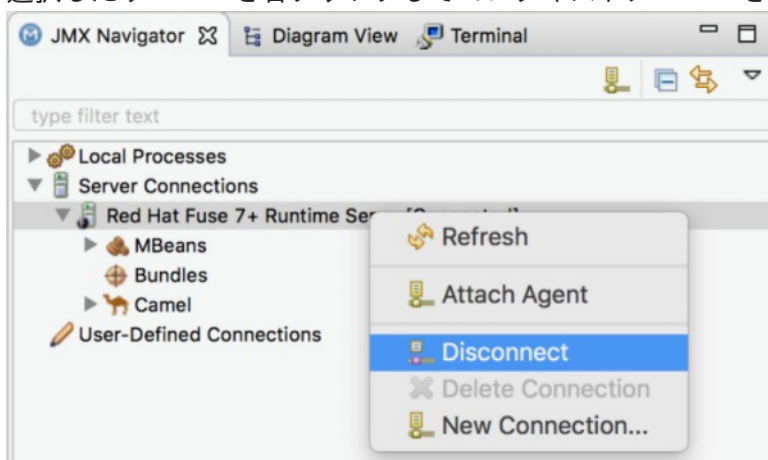 JMX Navigator
Diagram View
Terminal
type filter text
Local Processes
Server Connections
Red Hat Fuse 7+ Runtime
MBeans
Bundles
Camel
User-Defined Connections
Refresh
Attach Agent
Disconnect
Delete Connection
New Connection...